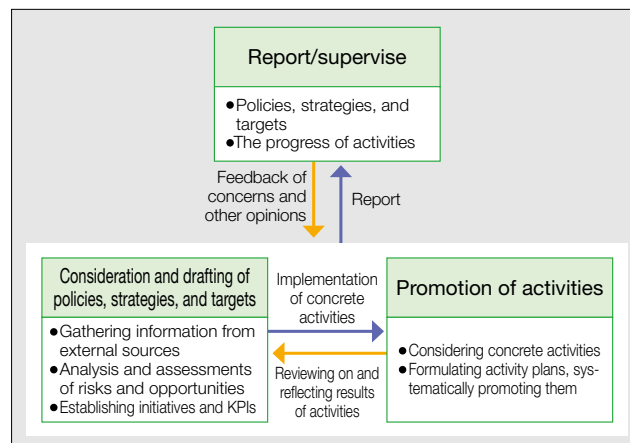 Report/supervise
●Policies, strategies, and
targets
●The progress of activities
Feedback of
concerns and
other opinions
Report
Consideration and drafting of
policies, strategies, and targets
●Gathering information from
external sources
●Analysis and assessments
of risks and opportunities
●Establishing initiatives and KPIs
Implementation
of concrete
activities
Reviewing on and
reflecting results
of activities
Promotion of activities
●Considering concrete activities
●Formulating activity plans, sys-
tematically promoting them